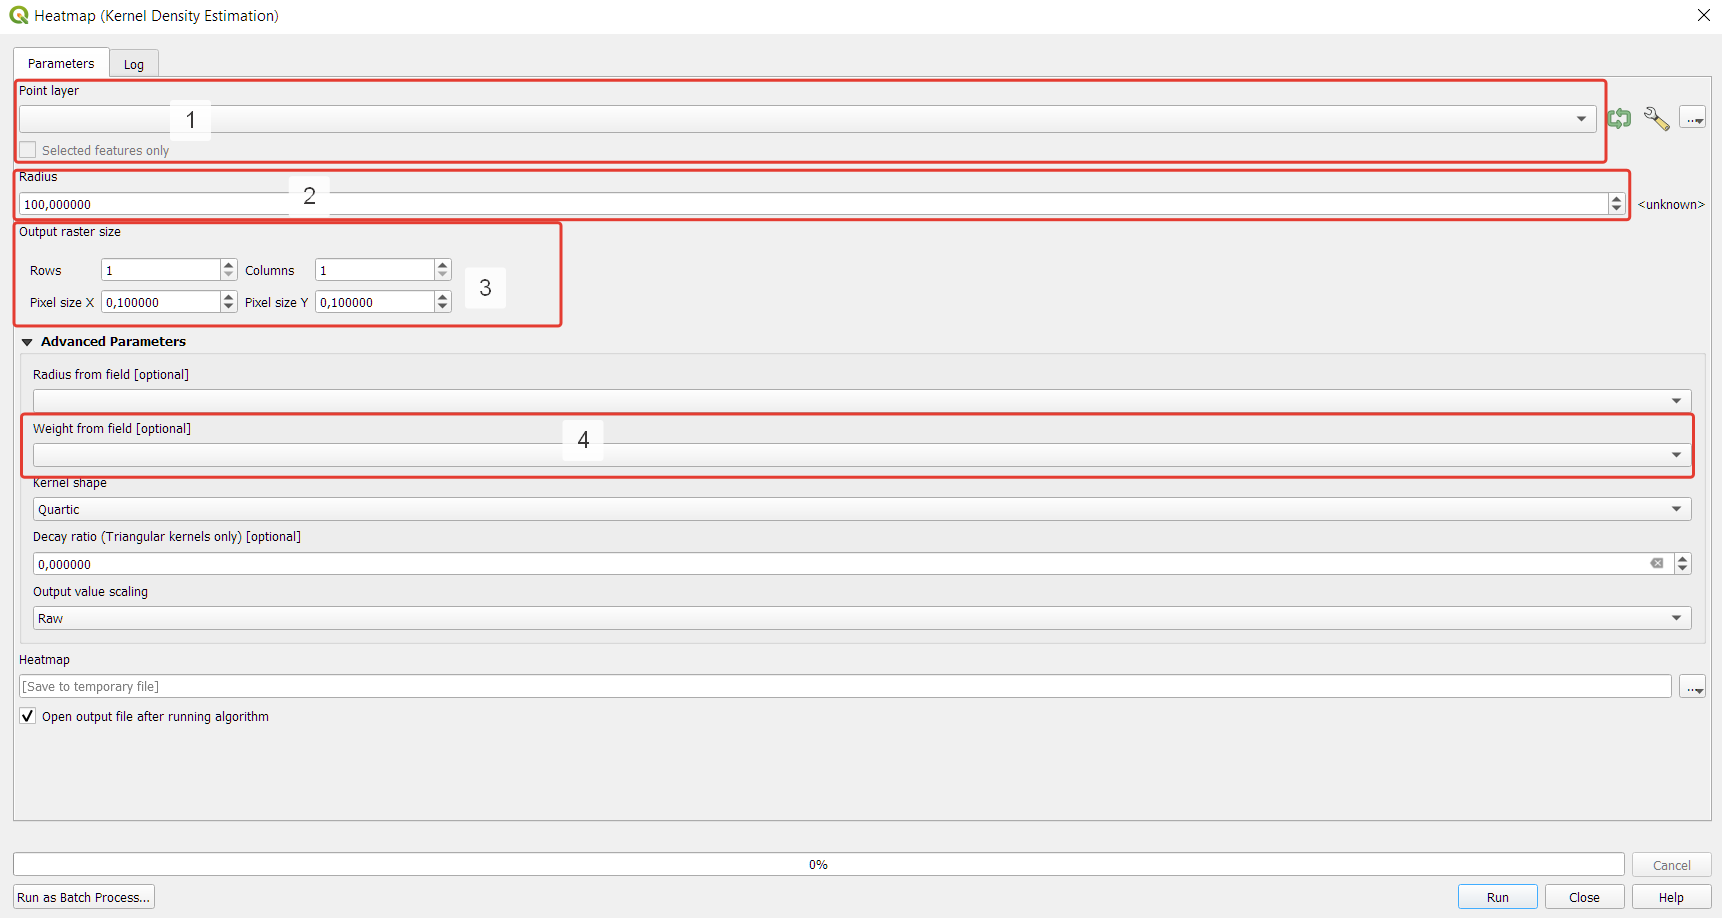 Heatmap (Kernel Density Estimation)
Parameters
Log
Point layer
1
...
Selected features only
Radius
2
100,000000
<unknown>
Output raster size
Rows 1 Columns 1
3
Pixel size X 0,100000 Pixel size Y 0,100000
Advanced Parameters
Radius from field [optional]
Weight from field [optional]
4
Kernel shape
Quartic
Decay ratio (Triangular kernels only) [optional]
0,000000
Output value scaling
Raw
Heatmap
[Save to temporary file]
...
Open output file after running algorithm
0%
Cancel
Run as Batch Process...
Run
Close
Help